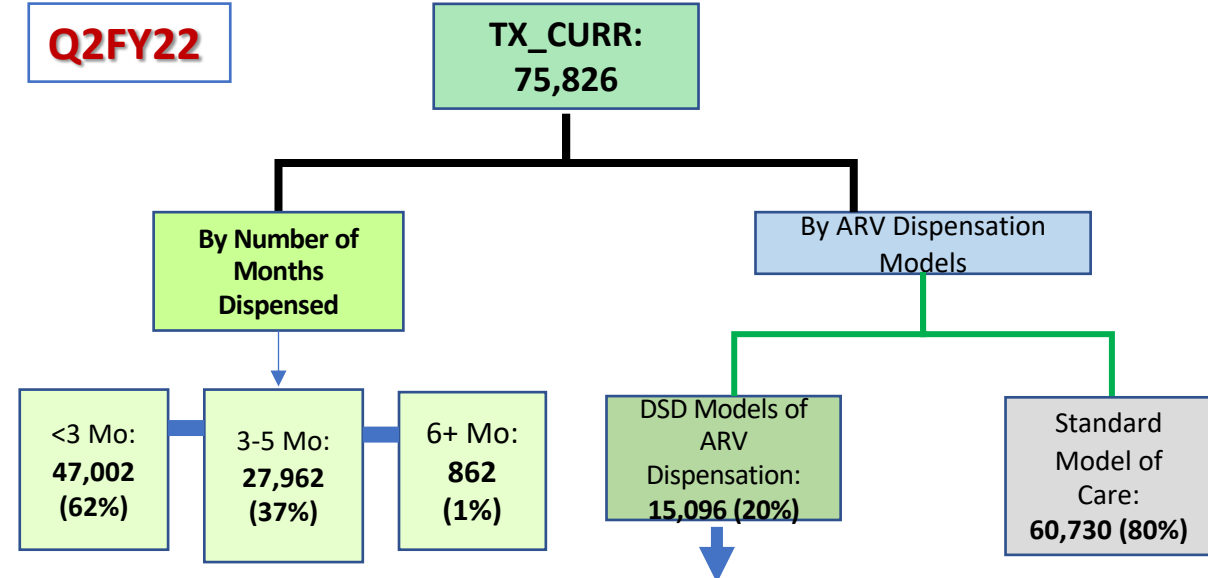 Q2FY22
TX_CURR:
75,826
By Number of
Months
Dispensed
By ARV Dispensation
Models
<3 Mo:
47,002
(62%)
3-5 Mo:
27,962
(37%)
6+ Mo:
862
(1%)
DSD Models of
ARV
Dispensation:
15,096 (20%)
Standard
Model of
Care:
60,730 (80%)